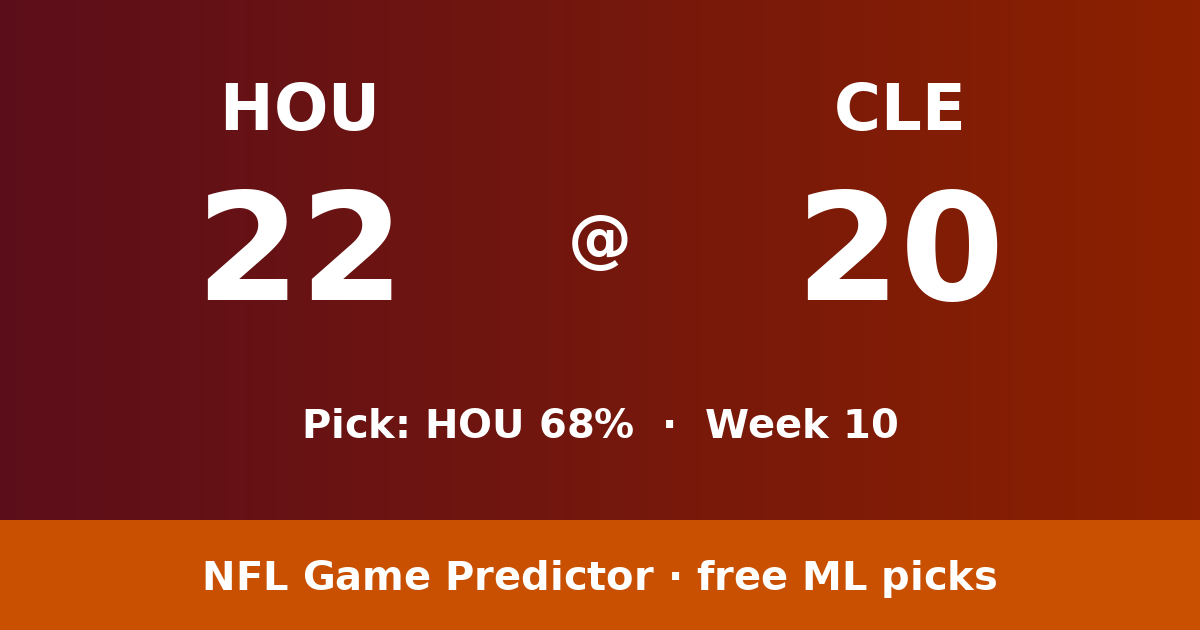 HOU CLE
22 @ 20
Pick: HOU 68% · Week 10
NFL Game Predictor · free ML picks